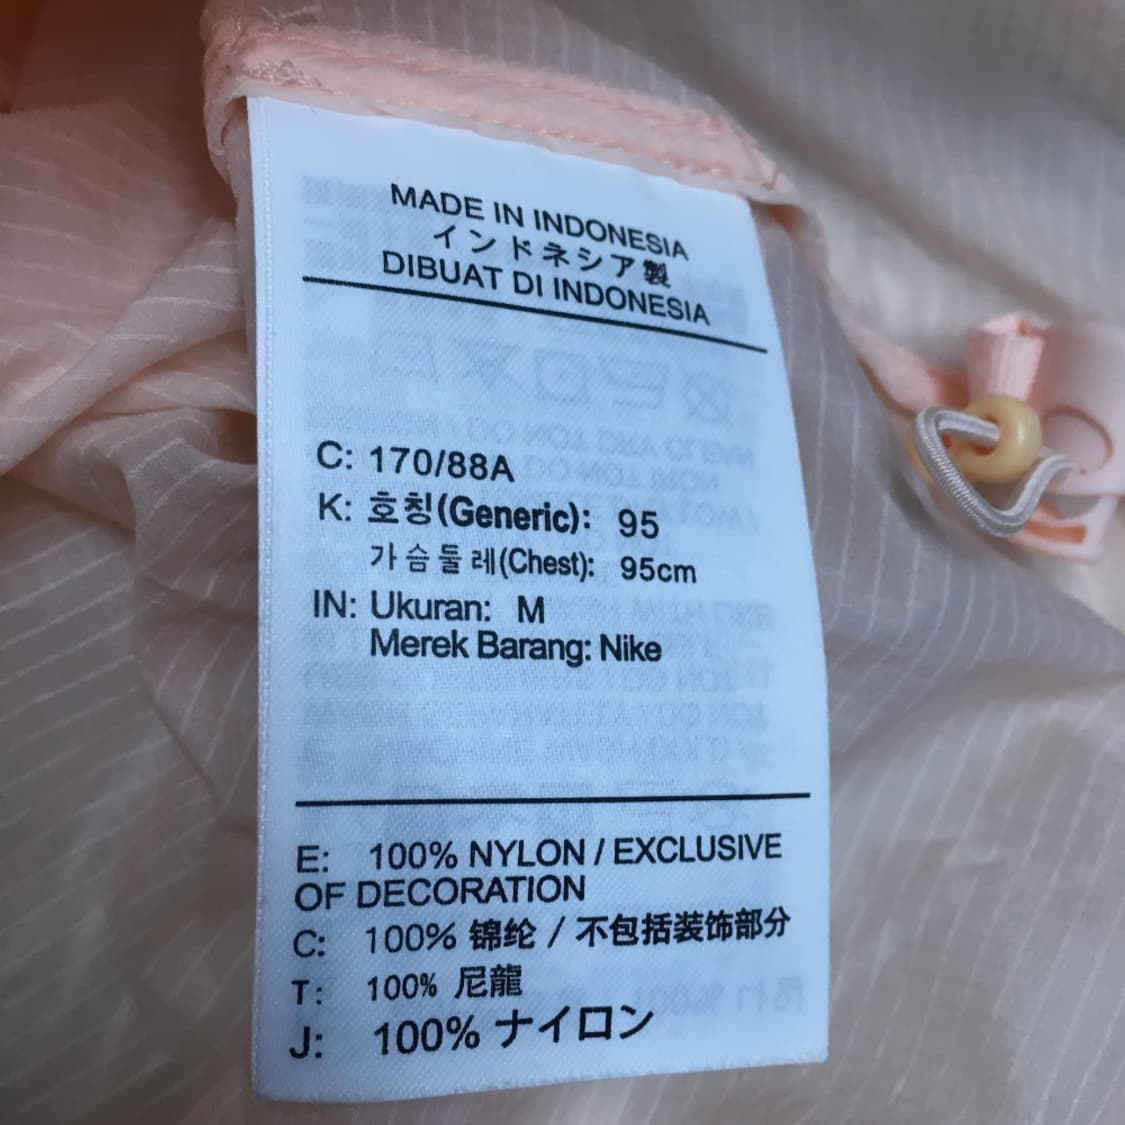 MADE IN INDONESIA
インドネシア製
DIBUAT DI INDONESIA
C: 170/88A
K: 호칭(Generic): 95
가슴둘레(Chest): 95cm
IN: Ukuran: M
Merek Barang: Nike
E: 100% NYLON / EXCLUSIVE
OF DECORATION
C: 100% 锦纶 / 不包括装饰部分
T: 100% 尼龍
J: 100% ナイロン